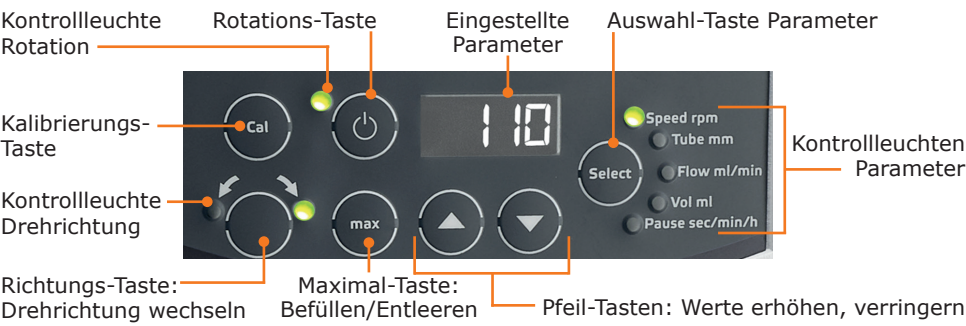 Kontrollleuchte
Rotation
Rotations-Taste
Eingestellte
Parameter
Auswahl-Taste Parameter
Kalibrierungs-
Taste
Cal
110
Speed rpm
Tube mm
Select
Flow ml/min
Vol ml
Pause sec/min/h
Kontrollleuchten
Parameter
Kontrollleuchte
Drehrichtung
max
Richtungs-Taste:
Drehrichtung wechseln
Maximal-Taste:
Befüllen/Entleeren
Pfeil-Tasten: Werte erhöhen, verringern